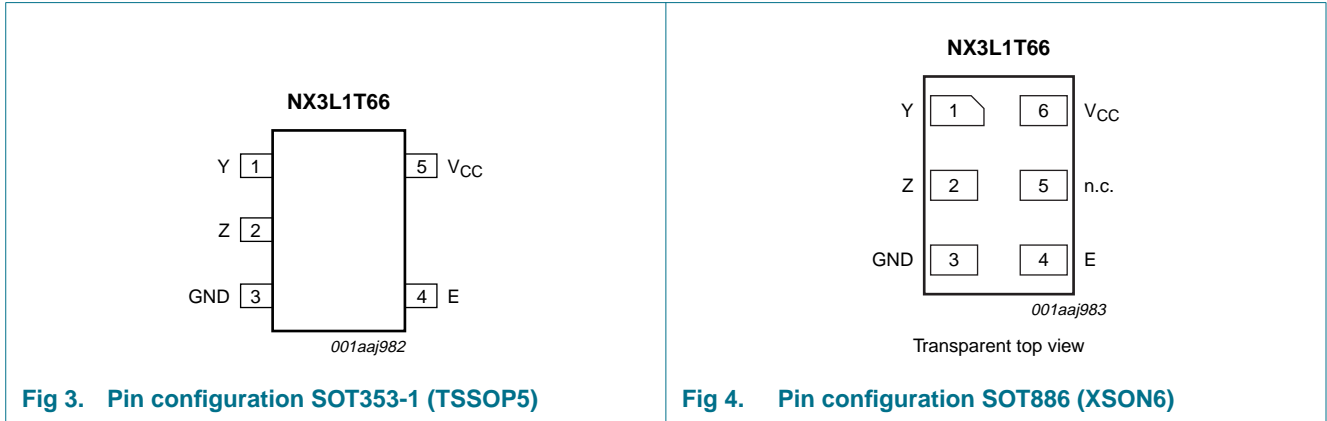 NX3L1T66
Y 1 5 VCC
Z 2
GND 3 4 E
001aaj982
Fig 3. Pin configuration SOT353-1 (TSSOP5)
NX3L1T66
Y 1 6 VCC
Z 2 5 n.c.
GND 3 4 E
001aaj983
Transparent top view
Fig 4. Pin configuration SOT886 (XSON6)